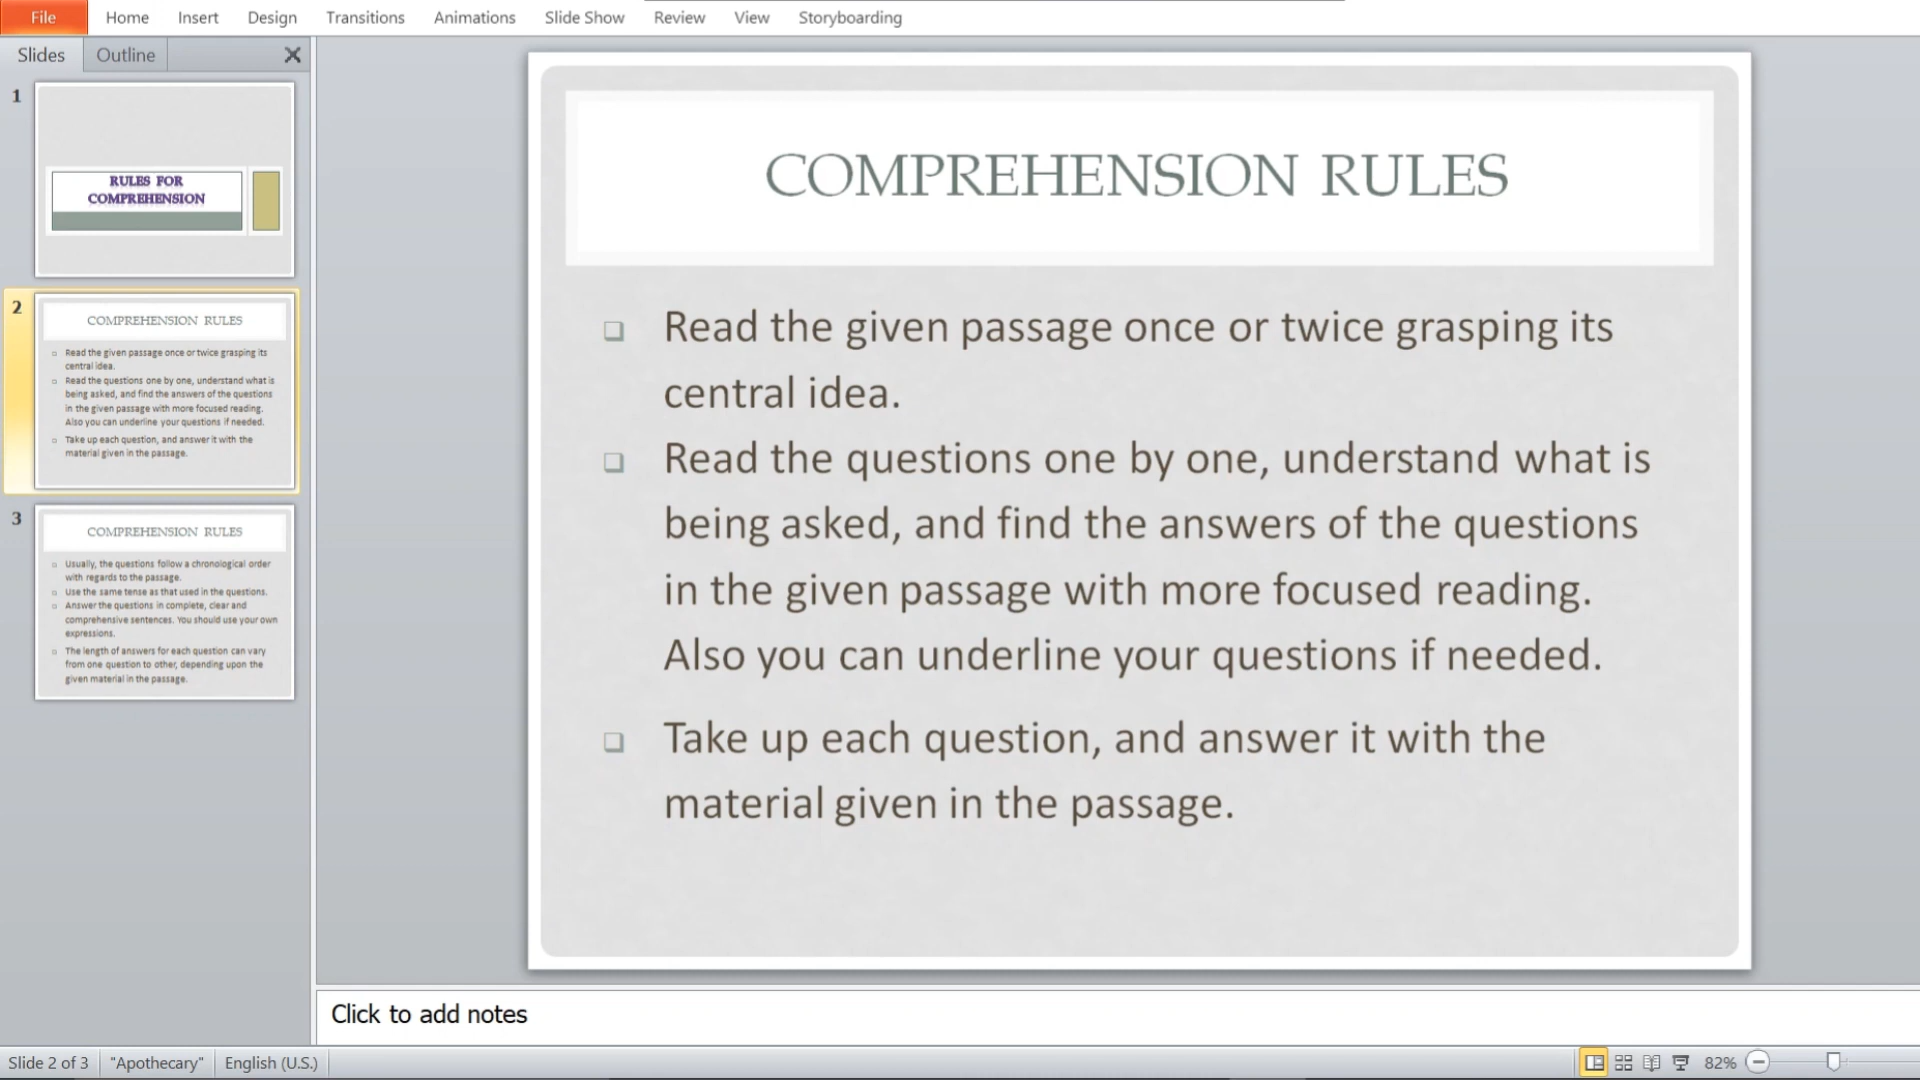 File Home Insert Design Transitions Animations Slide Show Review View Storyboarding
Slides Outline
1
RULES FOR
COMPREHENSION
2
COMPREHENSION RULES
Read the given passage once or twice grasping its
central idea.
Read the questions one by one, understand what is
being asked, and find the answers of the questions
in the given passage with more focused reading.
Also you can underline your questions if needed.
Take up each question, and answer it with the
material given in the passage.
3
COMPREHENSION RULES
Usually, the questions follow a chronological order
with regards to the passage.
Use the same tense as that used in the questions.
Answer the questions in complete, clear and
comprehensive sentences. You should use your own
expressions.
The length of answers for each question can vary
from one question to other, depending upon the
given material in the passage.
COMPREHENSION RULES
Read the given passage once or twice grasping its
central idea.
Read the questions one by one, understand what is
being asked, and find the answers of the questions
in the given passage with more focused reading.
Also you can underline your questions if needed.
Take up each question, and answer it with the
material given in the passage.
Click to add notes
Slide 2 of 3 "Apothecary" English (U.S.) 82%